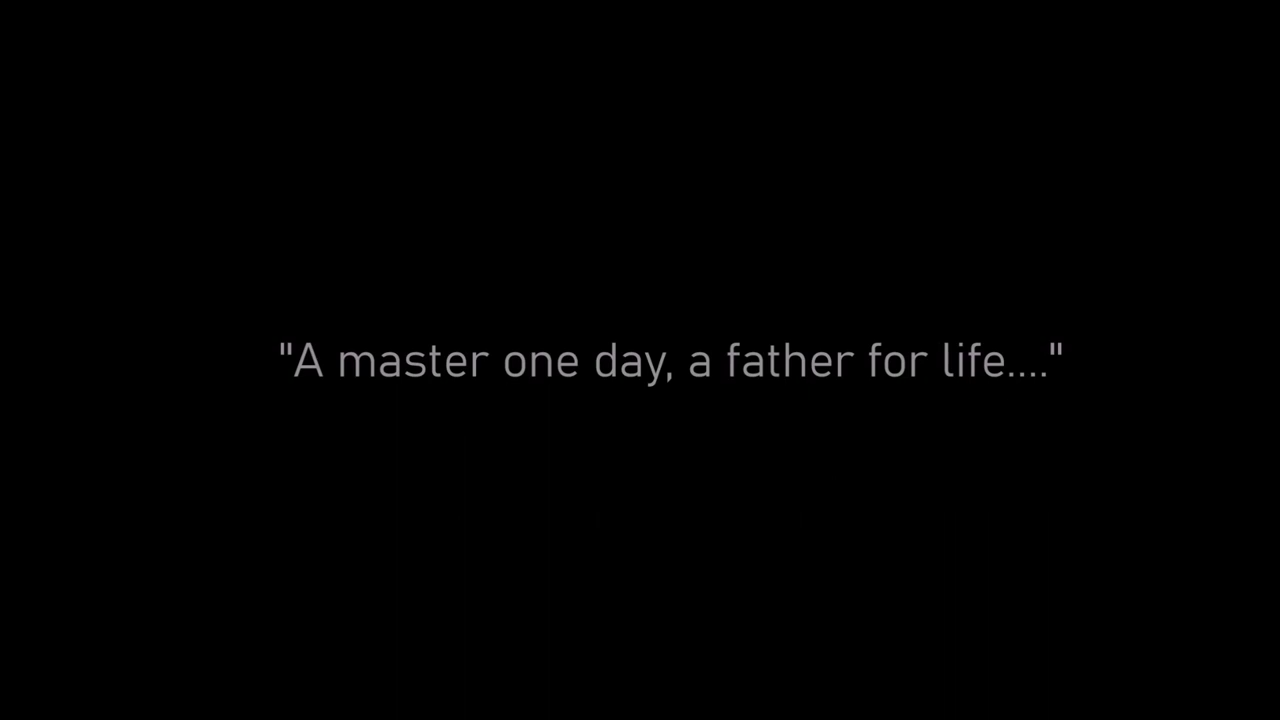 "A master one day, a father for life...."